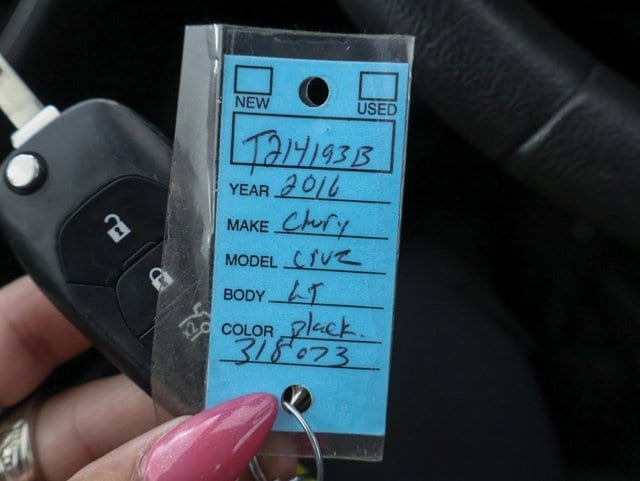 NEW USED
T214193B
YEAR 2016
MAKE Chvy
MODEL Cruz
BODY LT
COLOR Black.
318073